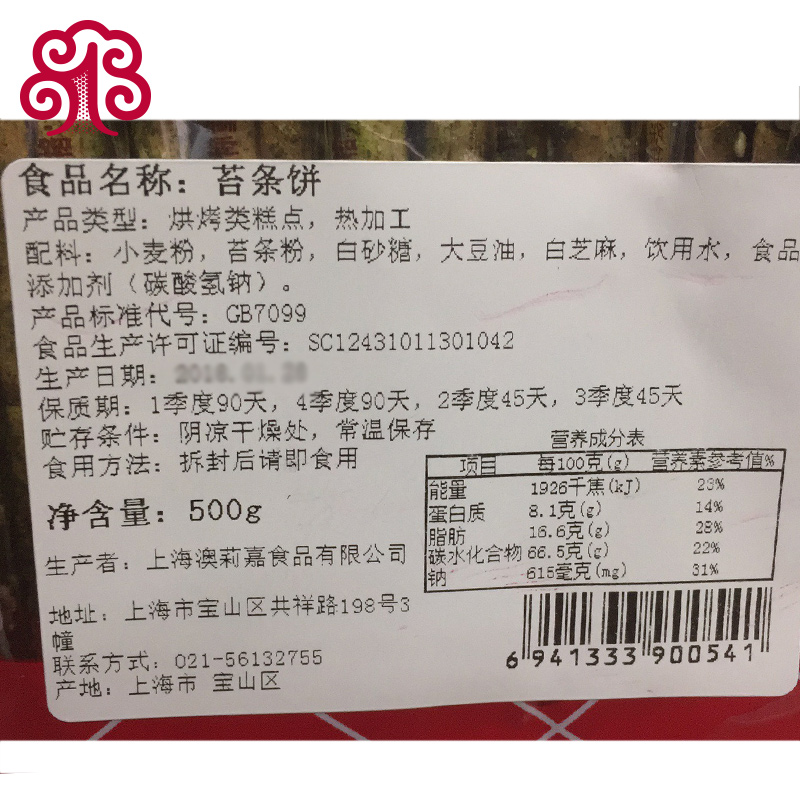 食品名称：苔条饼
产品类型：烘烤类糕点，热加工
配料：小麦粉，苔条粉，白砂糖，大豆油，白芝麻，饮用水，食品
添加剂（碳酸氢钠）。
产品标准代号：GB7099
食品生产许可证编号：SC12431011301042
生产日期：
保质期：1季度90天，4季度90天，2季度45天，3季度45天
贮存条件：阴凉干燥处，常温保存
食用方法：拆封后请即食用
净含量：500g
生产者：上海澳莉嘉食品有限公司
地址：上海市宝山区共祥路198号3
幢
联系方式：021-56132755
产地：上海市 宝山区
营养成分表
项目 每100克(g) 营养素参考值%
能量 1926千焦(kJ) 23%
蛋白质 8.1克(g) 14%
脂肪 16.6克(g) 28%
碳水化合物 66.5克(g) 22%
钠 615毫克(mg) 31%
6 941333 900541